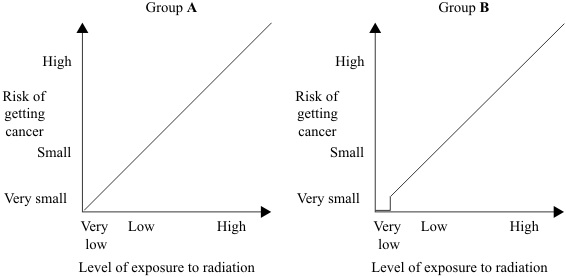 Group A
High
Risk of
getting
cancer
Small
Very small
Very
low
Low
High
Level of exposure to radiation
Group B
High
Risk of
getting
cancer
Small
Very small
Very
low
Low
High
Level of exposure to radiation